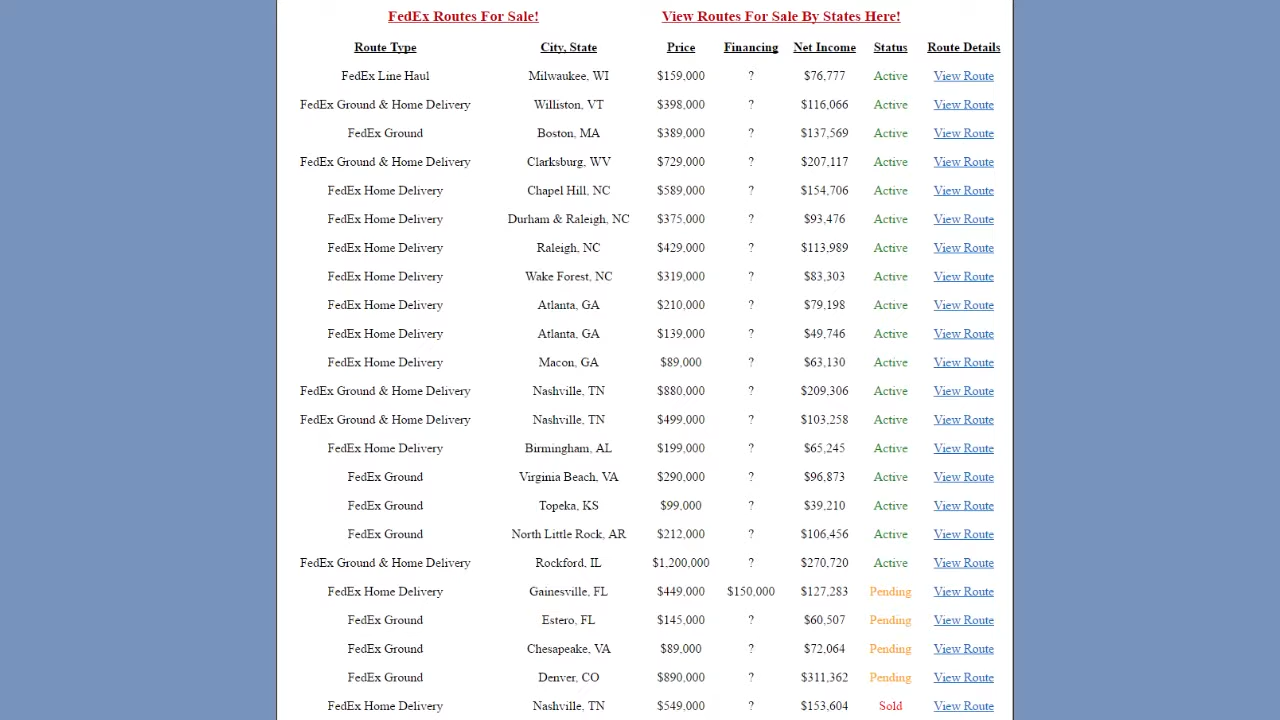 FedEx Routes For Sale! View Routes For Sale By States Here!
Route Type City, State Price Financing Net Income Status Route Details
FedEx Line Haul Milwaukee, WI $159,000 ? $76,777 Active View Route
FedEx Ground & Home Delivery Williston, VT $398,000 ? $116,066 Active View Route
FedEx Ground Boston, MA $389,000 ? $137,569 Active View Route
FedEx Ground & Home Delivery Clarksburg, WV $729,000 ? $207,117 Active View Route
FedEx Home Delivery Chapel Hill, NC $589,000 ? $154,706 Active View Route
FedEx Home Delivery Durham & Raleigh, NC $375,000 ? $93,476 Active View Route
FedEx Home Delivery Raleigh, NC $429,000 ? $113,989 Active View Route
FedEx Home Delivery Wake Forest, NC $319,000 ? $83,303 Active View Route
FedEx Home Delivery Atlanta, GA $210,000 ? $79,198 Active View Route
FedEx Home Delivery Atlanta, GA $139,000 ? $49,746 Active View Route
FedEx Home Delivery Macon, GA $89,000 ? $63,130 Active View Route
FedEx Ground & Home Delivery Nashville, TN $880,000 ? $209,306 Active View Route
FedEx Ground & Home Delivery Nashville, TN $499,000 ? $103,258 Active View Route
FedEx Home Delivery Birmingham, AL $199,000 ? $65,245 Active View Route
FedEx Ground Virginia Beach, VA $290,000 ? $96,873 Active View Route
FedEx Ground Topeka, KS $99,000 ? $39,210 Active View Route
FedEx Ground North Little Rock, AR $212,000 ? $106,456 Active View Route
FedEx Ground & Home Delivery Rockford, IL $1,200,000 ? $270,720 Active View Route
FedEx Home Delivery Gainesville, FL $449,000 $150,000 $127,283 Pending View Route
FedEx Ground Estero, FL $145,000 ? $60,507 Pending View Route
FedEx Ground Chesapeake, VA $89,000 ? $72,064 Pending View Route
FedEx Ground Denver, CO $890,000 ? $311,362 Pending View Route
FedEx Home Delivery Nashville, TN $549,000 ? $153,604 Sold View Route